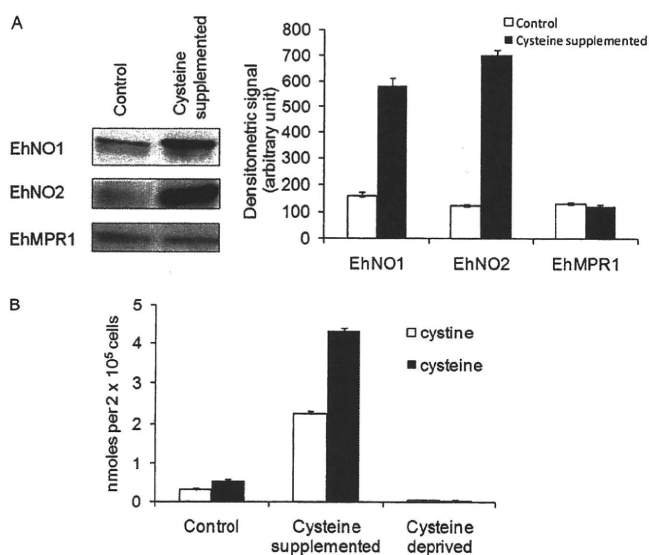 A
Control
Cysteine
supplemented
EhNO1
EhNO2
EhMPR1
Control
Cysteine supplemented
Densitometric signal
(arbitrary unit)
800
700
600
500
400
300
200
100
0
EhNO1 EhNO2 EhMPR1
B
nmoles per 2 x 10⁵ cells
5
4
3
2
1
0
cystine
cysteine
Control Cysteine supplemented Cysteine deprived